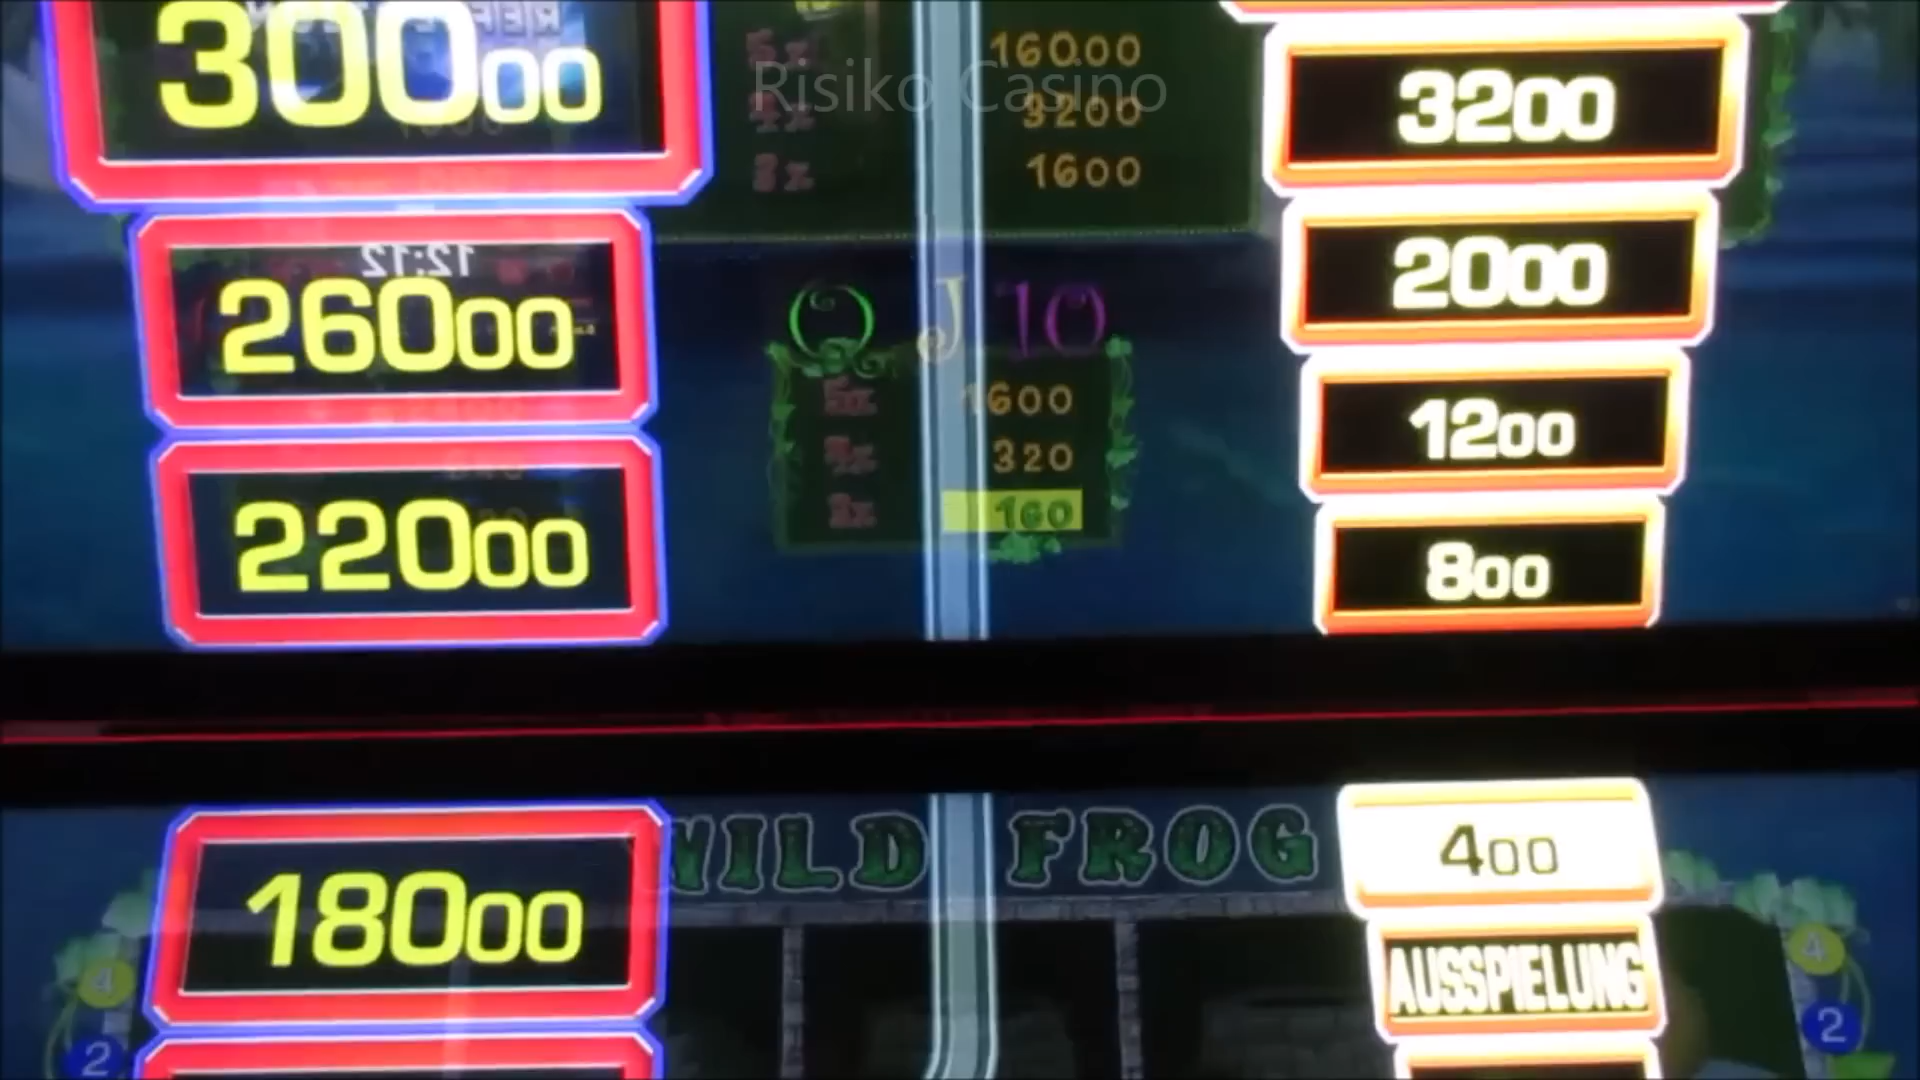 30000
26000
12:12
22000
18000
Risiko Casino
5x 16000
4x 3200
3x 1600
Q J 10
5x 1600
4x 320
3x 160
WILD FROG
3200
2000
1200
800
400
AUSSPIELUNG
4
2
4
2